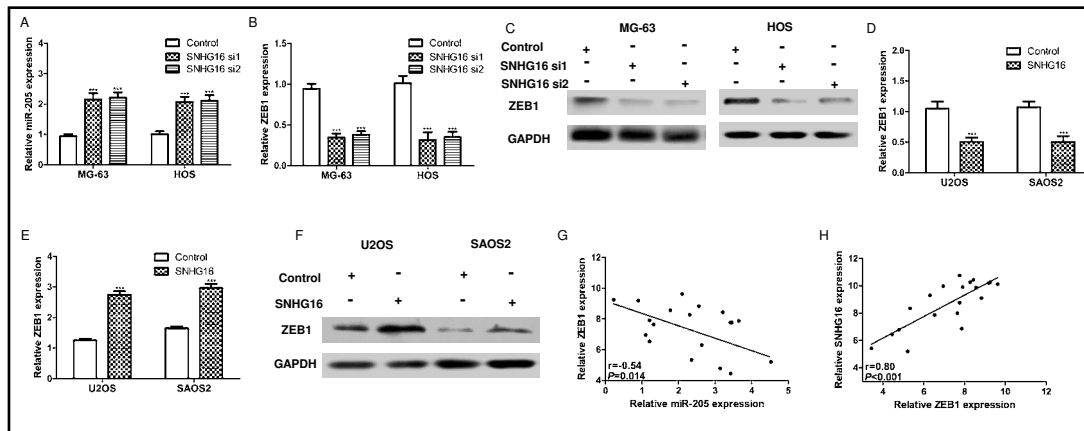 A
Relative miR-205 expression
4
3
2
1
0
Control
SNHG16 si1
SNHG16 si2
*** ***
*** ***
MG-63 HOS
B
Relative ZEB1 expression
1.5
1.0
0.5
0.0
Control
SNHG16 si1
SNHG16 si2
*** ***
*** ***
MG-63 HOS
C
MG-63 HOS
Control + - - + - -
SNHG16 si1 - + - - + -
SNHG16 si2 - - + - - +
ZEB1
GAPDH
D
Relative ZEB1 expression
2.0
1.5
1.0
0.5
0.0
Control
SNHG16
***
***
U2OS SAOS2
E
Relative ZEB1 expression
4
3
2
1
0
Control
SNHG16
***
***
U2OS SAOS2
F
U2OS SAOS2
Control + - + -
SNHG16 - + - +
ZEB1
GAPDH
G
Relative ZEB1 expression
12
10
8
6
4
r=-0.54
P=0.014
0 1 2 3 4 5
Relative miR-205 expression
H
Relative SNHG16 expression
14
12
10
8
6
4
r=0.80
P<0.001
4 6 8 10 12
Relative ZEB1 expression